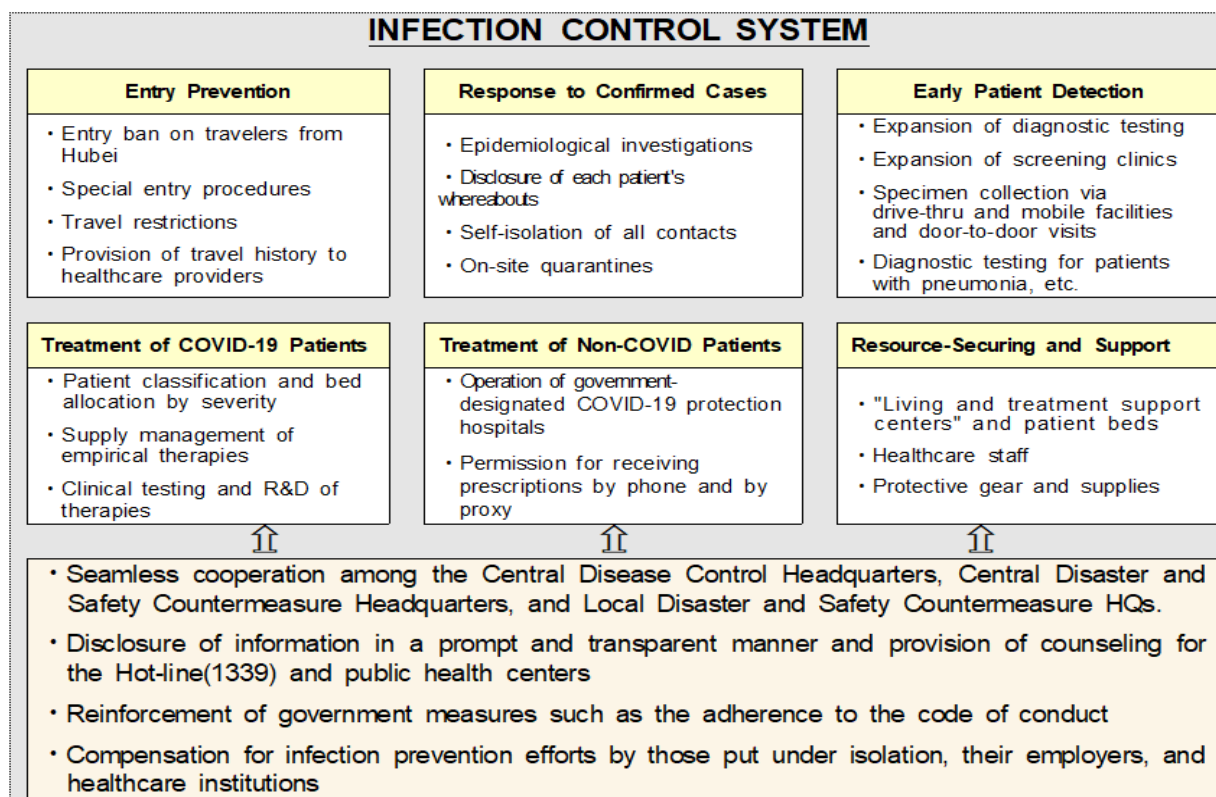 INFECTION CONTROL SYSTEM
Entry Prevention
· Entry ban on travelers from
Hubei
· Special entry procedures
· Travel restrictions
· Provision of travel history to
healthcare providers
Response to Confirmed Cases
· Epidemiological investigations
· Disclosure of each patient's
whereabouts
· Self-isolation of all contacts
· On-site quarantines
Early Patient Detection
· Expansion of diagnostic testing
· Expansion of screening clinics
· Specimen collection via
drive-thru and mobile facilities
and door-to-door visits
· Diagnostic testing for patients
with pneumonia, etc.
Treatment of COVID-19 Patients
· Patient classification and bed
allocation by severity
· Supply management of
empirical therapies
· Clinical testing and R&D of
therapies
Treatment of Non-COVID Patients
· Operation of government-
designated COVID-19 protection
hospitals
· Permission for receiving
prescriptions by phone and by
proxy
Resource-Securing and Support
· "Living and treatment support
centers" and patient beds
· Healthcare staff
· Protective gear and supplies
· Seamless cooperation among the Central Disease Control Headquarters, Central Disaster and
Safety Countermeasure Headquarters, and Local Disaster and Safety Countermeasure HQs.
· Disclosure of information in a prompt and transparent manner and provision of counseling for
the Hot-line(1339) and public health centers
· Reinforcement of government measures such as the adherence to the code of conduct
· Compensation for infection prevention efforts by those put under isolation, their employers, and
healthcare institutions